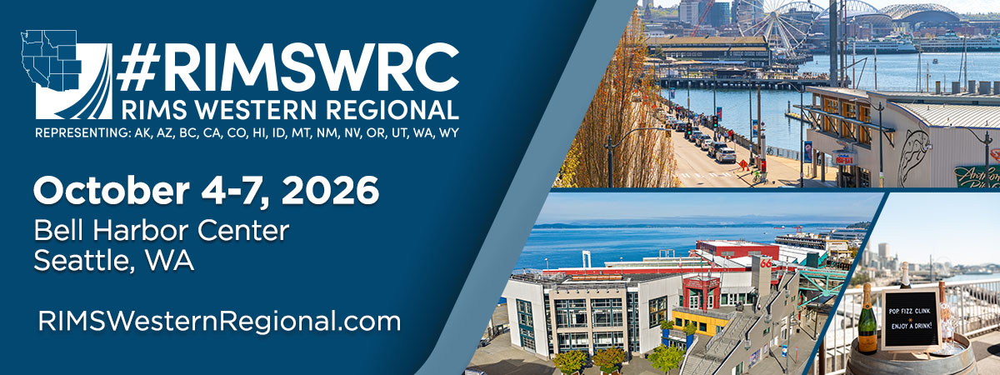 #RIMSWRC
RIMS WESTERN REGIONAL
REPRESENTING: AK, AZ, BC, CA, CO, HI, ID, MT, NM, NV, OR, UT, WA, WY
October 4-7, 2026
Bell Harbor Center
Seattle, WA
RIMSWesternRegional.com
66
POP, FIZZ, CLINK
ENJOY A DRINK!